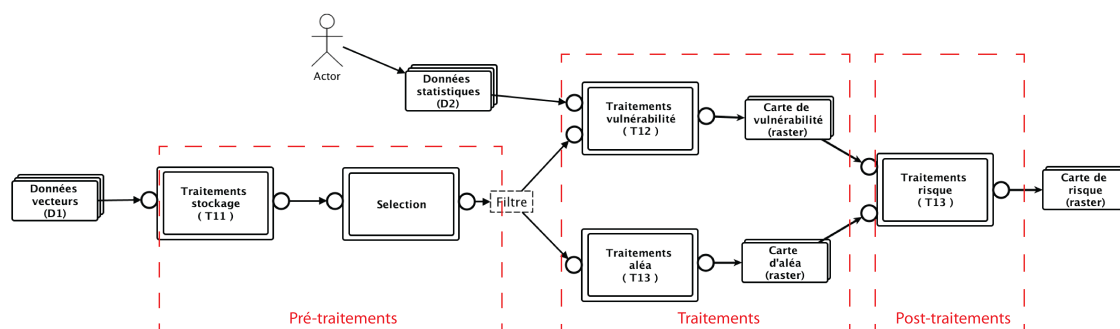 Actor
Données
statistiques
(D2)
Données
vecteurs
(D1)
Traitements
stockage
( T11 )
Selection
Filtre
Traitements
vulnérabilité
( T12 )
Carte de
vulnérabilité
(raster)
Traitements
aléa
( T13 )
Carte
d'aléa
(raster)
Traitements
risque
( T13 )
Carte de
risque
(raster)
Pré-traitements
Traitements
Post-traitements